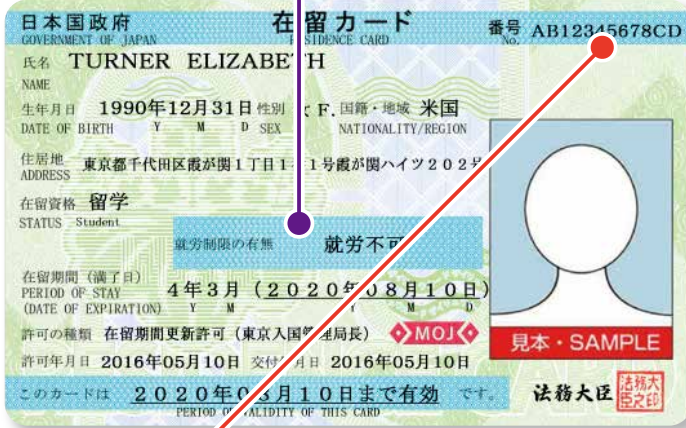 日本国政府 在留カード 番号 AB12345678CD
GOVERNMENT OF JAPAN RESIDENCE CARD No.
氏名 TURNER ELIZABETH
NAME
生年月日 1990年12月31日 性別 F. 国籍・地域 米国
DATE OF BIRTH Y M D SEX NATIONALITY/REGION
住居地 東京都千代田区霞が関1丁目1 1号霞が関ハイツ202号
ADDRESS
在留資格 留学
STATUS Student
就労制限の有無 就労不可
在留期間(満了日)
PERIOD OF STAY 4年3月(2020年08月10日)
(DATE OF EXPIRATION) Y M Y M D
許可の種類 在留期間更新許可(東京入国管理局長) MOJ
見本・SAMPLE
許可年月日 2016年05月10日 交付年月日 2016年05月10日
このカードは 2020年08月10日まで有効 です。
PERIOD OF VALIDITY OF THIS CARD
法務大臣 法務大臣之印